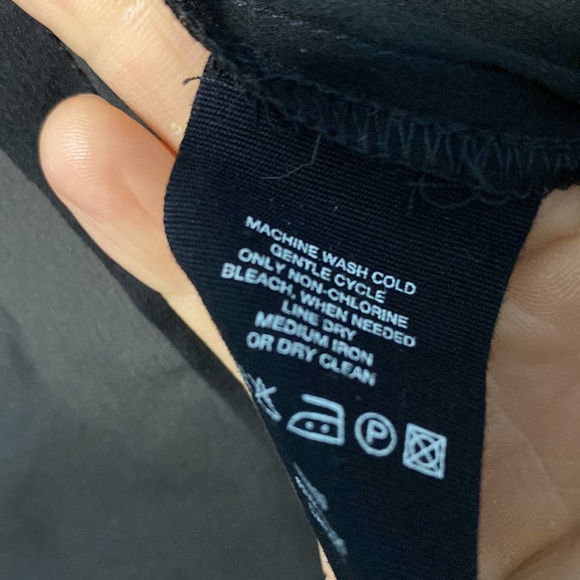 MACHINE WASH COLD
GENTLE CYCLE
ONLY NON-CHLORINE
BLEACH, WHEN NEEDED
LINE DRY
MEDIUM IRON
OR DRY CLEAN
P